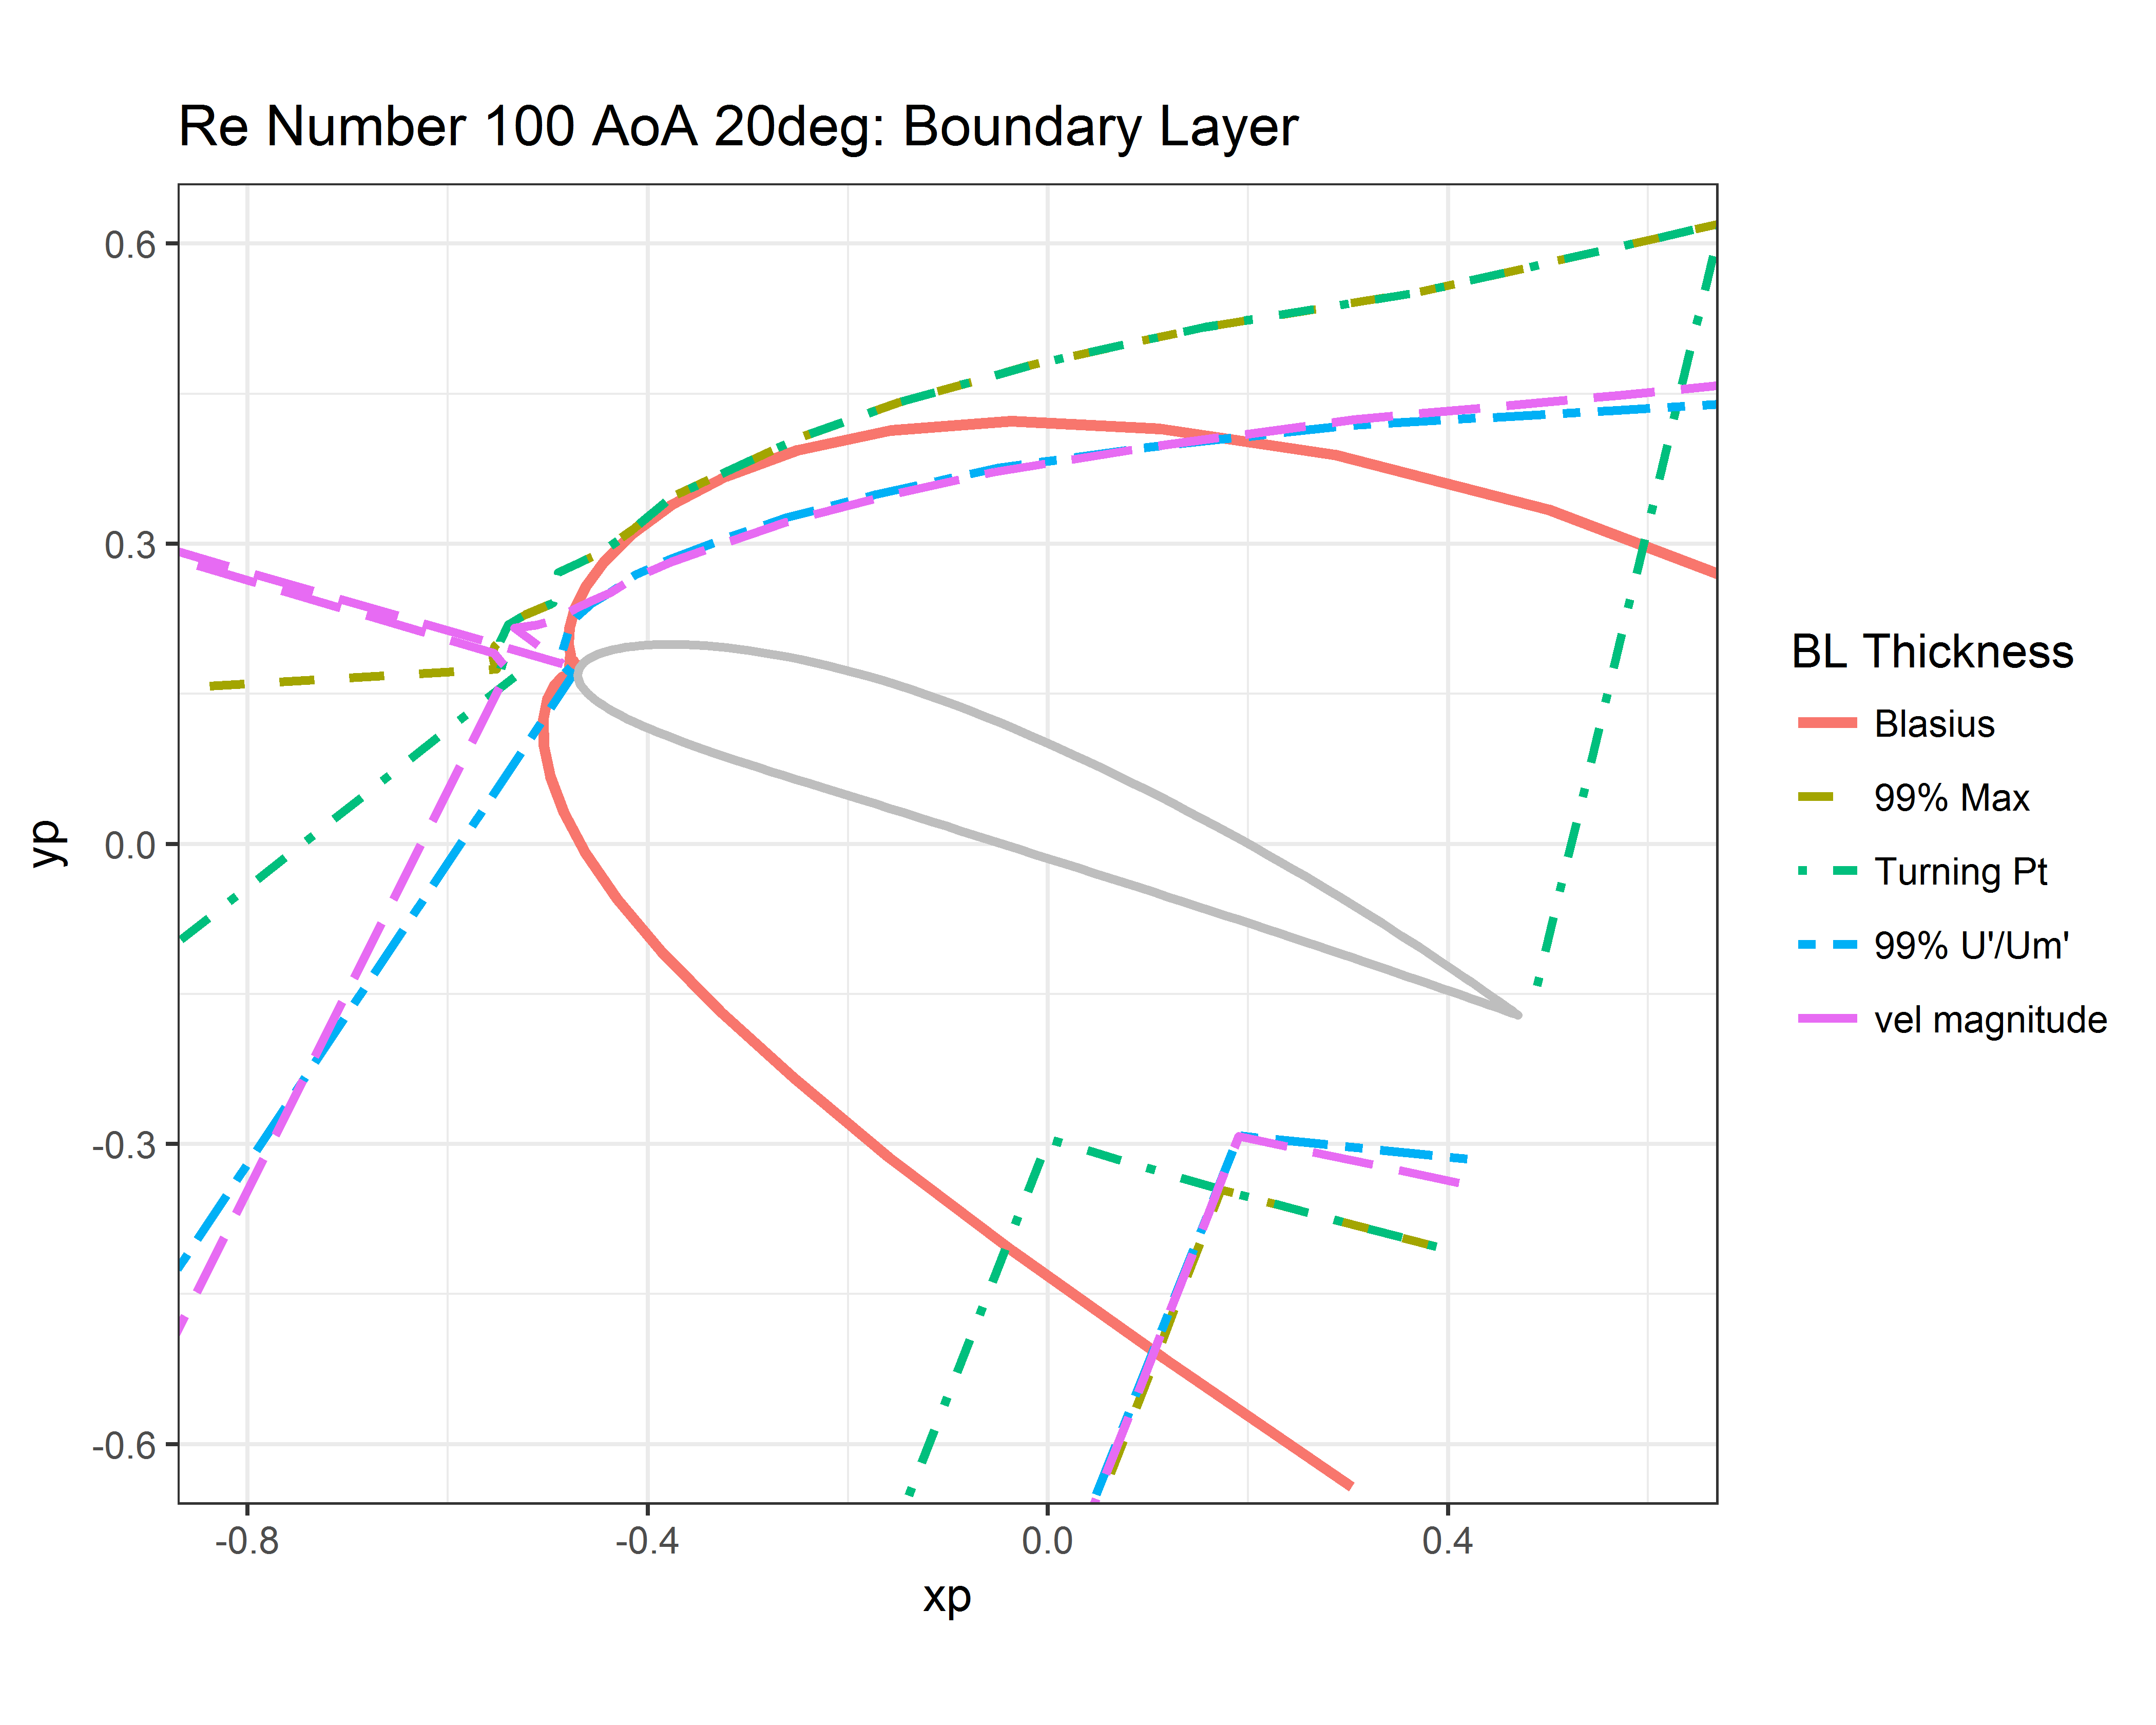 Re Number 100 AoA 20deg: Boundary Layer
0.6
0.3
0.0
-0.3
-0.6
yp
-0.8
-0.4
0.0
0.4
xp
BL Thickness
Blasius
99% Max
Turning Pt
99% U'/Um'
vel magnitude